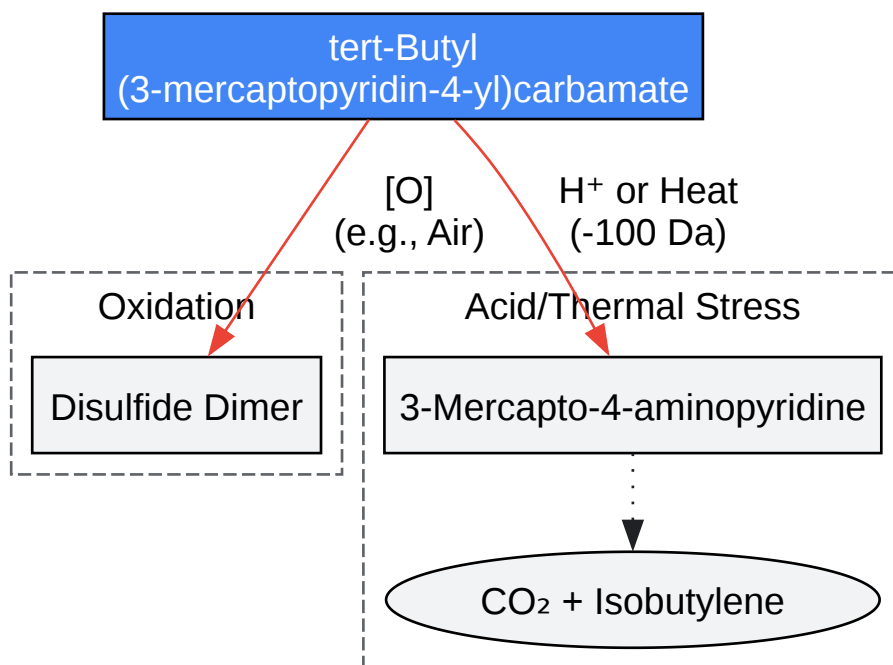 tert-Butyl
(3-mercaptopyridin-4-yl)carbamate
[O]
(e.g., Air)
H⁺ or Heat
(-100 Da)
Oxidation
Acid/Thermal Stress
Disulfide Dimer
3-Mercapto-4-aminopyridine
CO₂ + Isobutylene